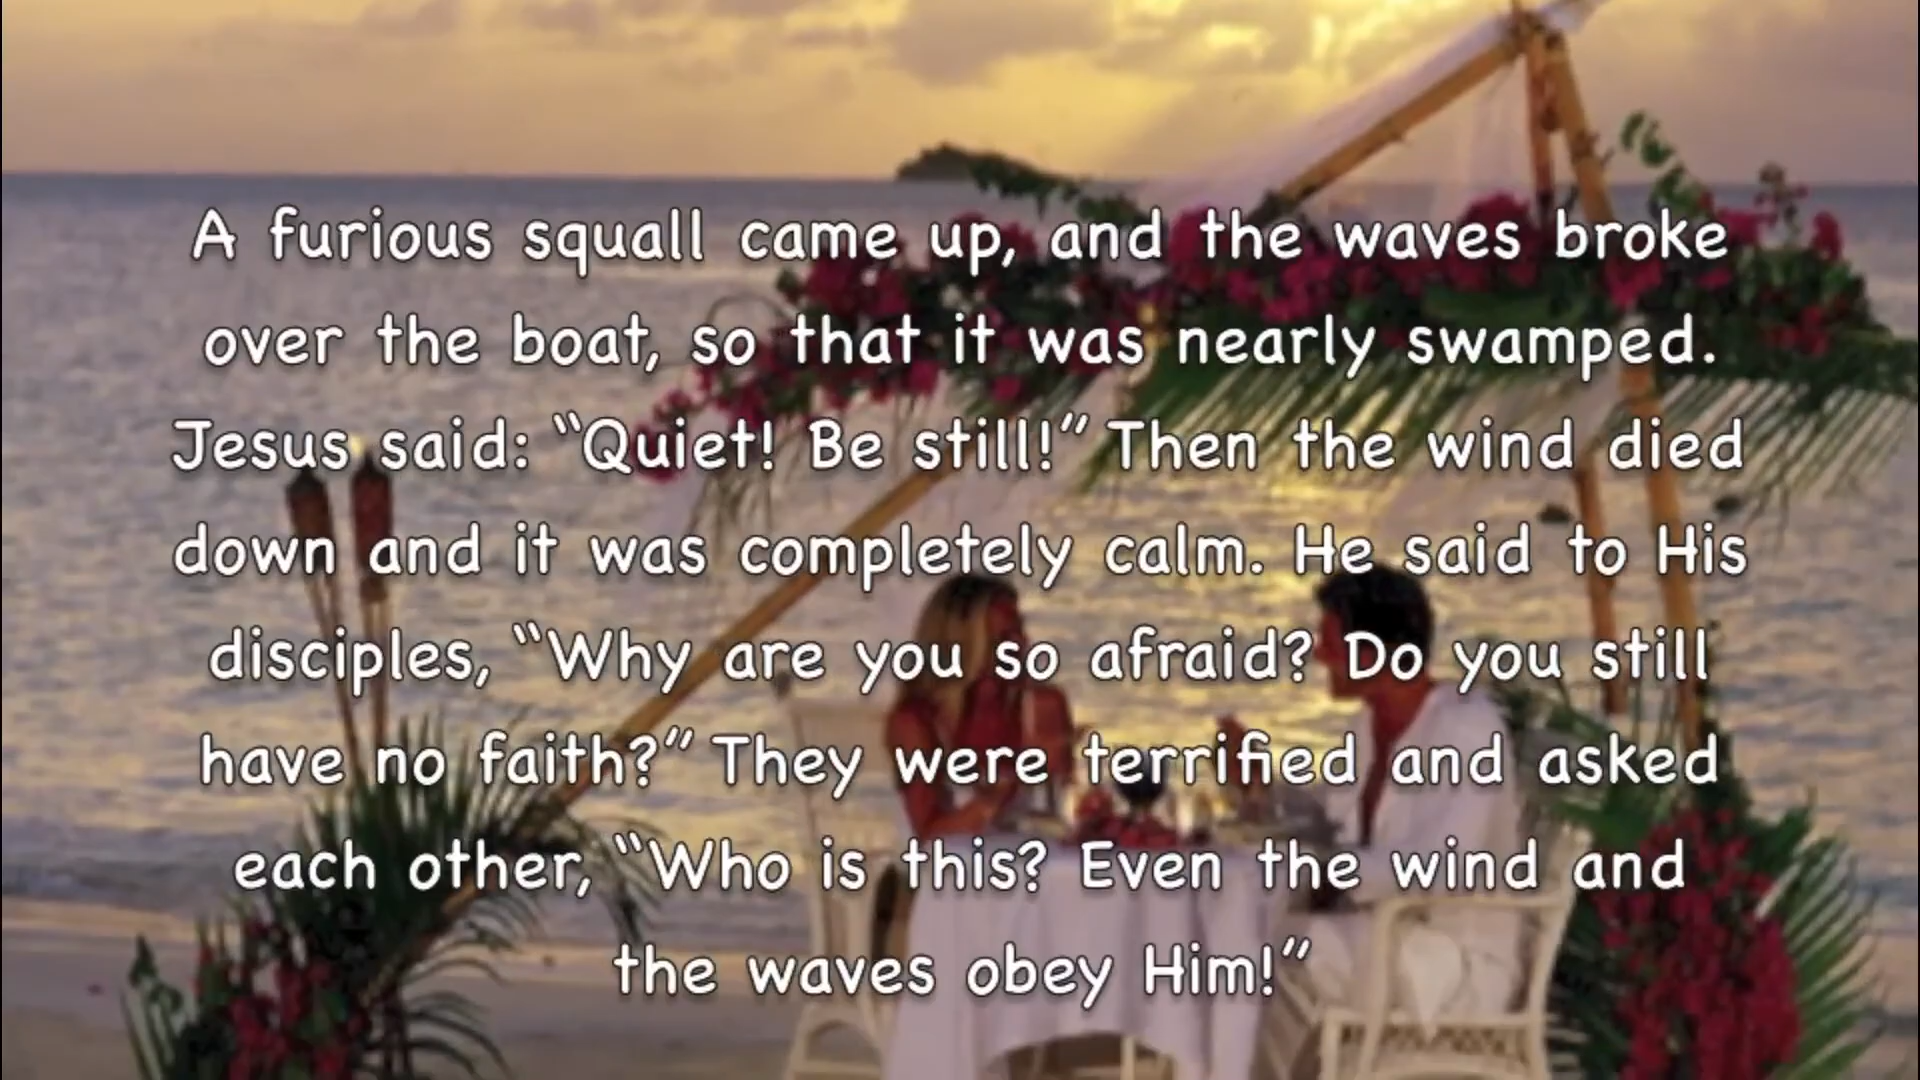 A furious squall came up, and the waves broke
over the boat, so that it was nearly swamped.
Jesus said: “Quiet! Be still!” Then the wind died
down and it was completely calm. He said to His
disciples, “Why are you so afraid? Do you still
have no faith?” They were terrified and asked
each other, “Who is this? Even the wind and
the waves obey Him!”